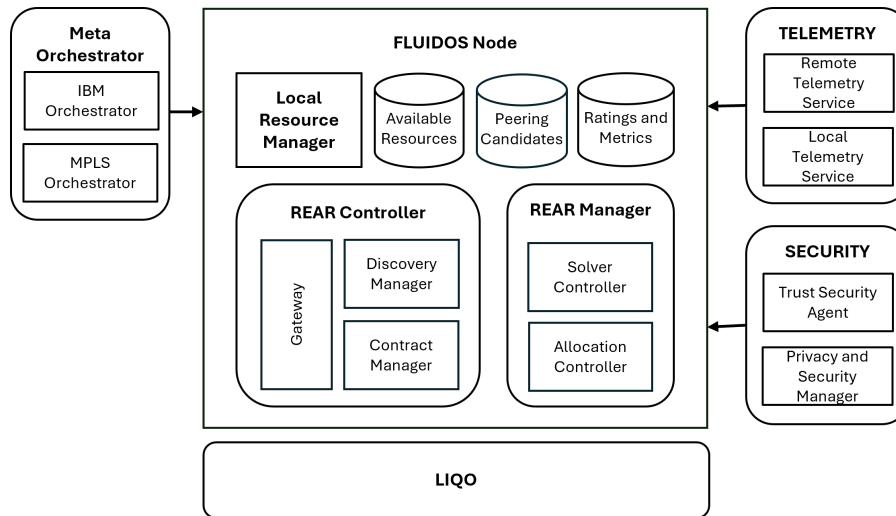 Meta
Orchestrator
IBM
Orchestrator
MPLS
Orchestrator
FLUIDOS Node
Local
Resource
Manager
Available
Resources
Peering
Candidates
Ratings and
Metrics
REAR Controller
Gateway
Discovery
Manager
Contract
Manager
REAR Manager
Solver
Controller
Allocation
Controller
TELEMETRY
Remote
Telemetry
Service
Local
Telemetry
Service
SECURITY
Trust Security
Agent
Privacy and
Security
Manager
LIQO